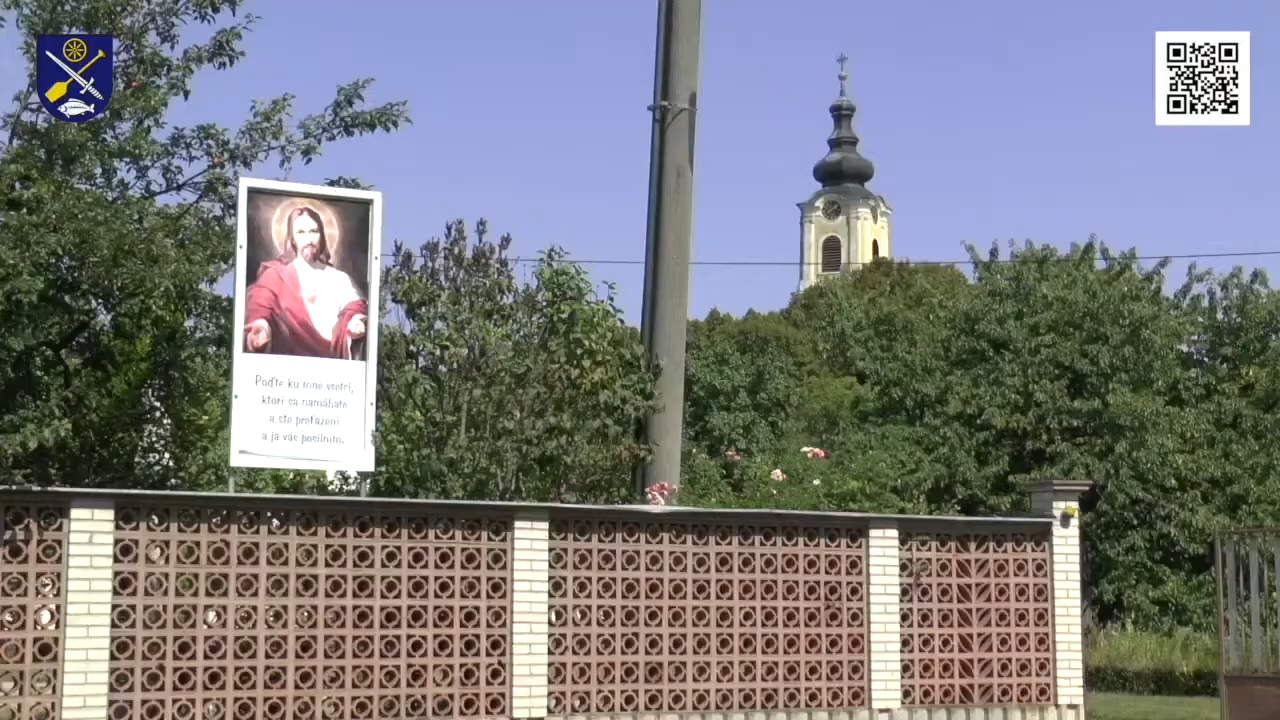 Poďte ku mne všetci,
ktorí sa namáhate
a ste preťažení
a ja vás posilním.